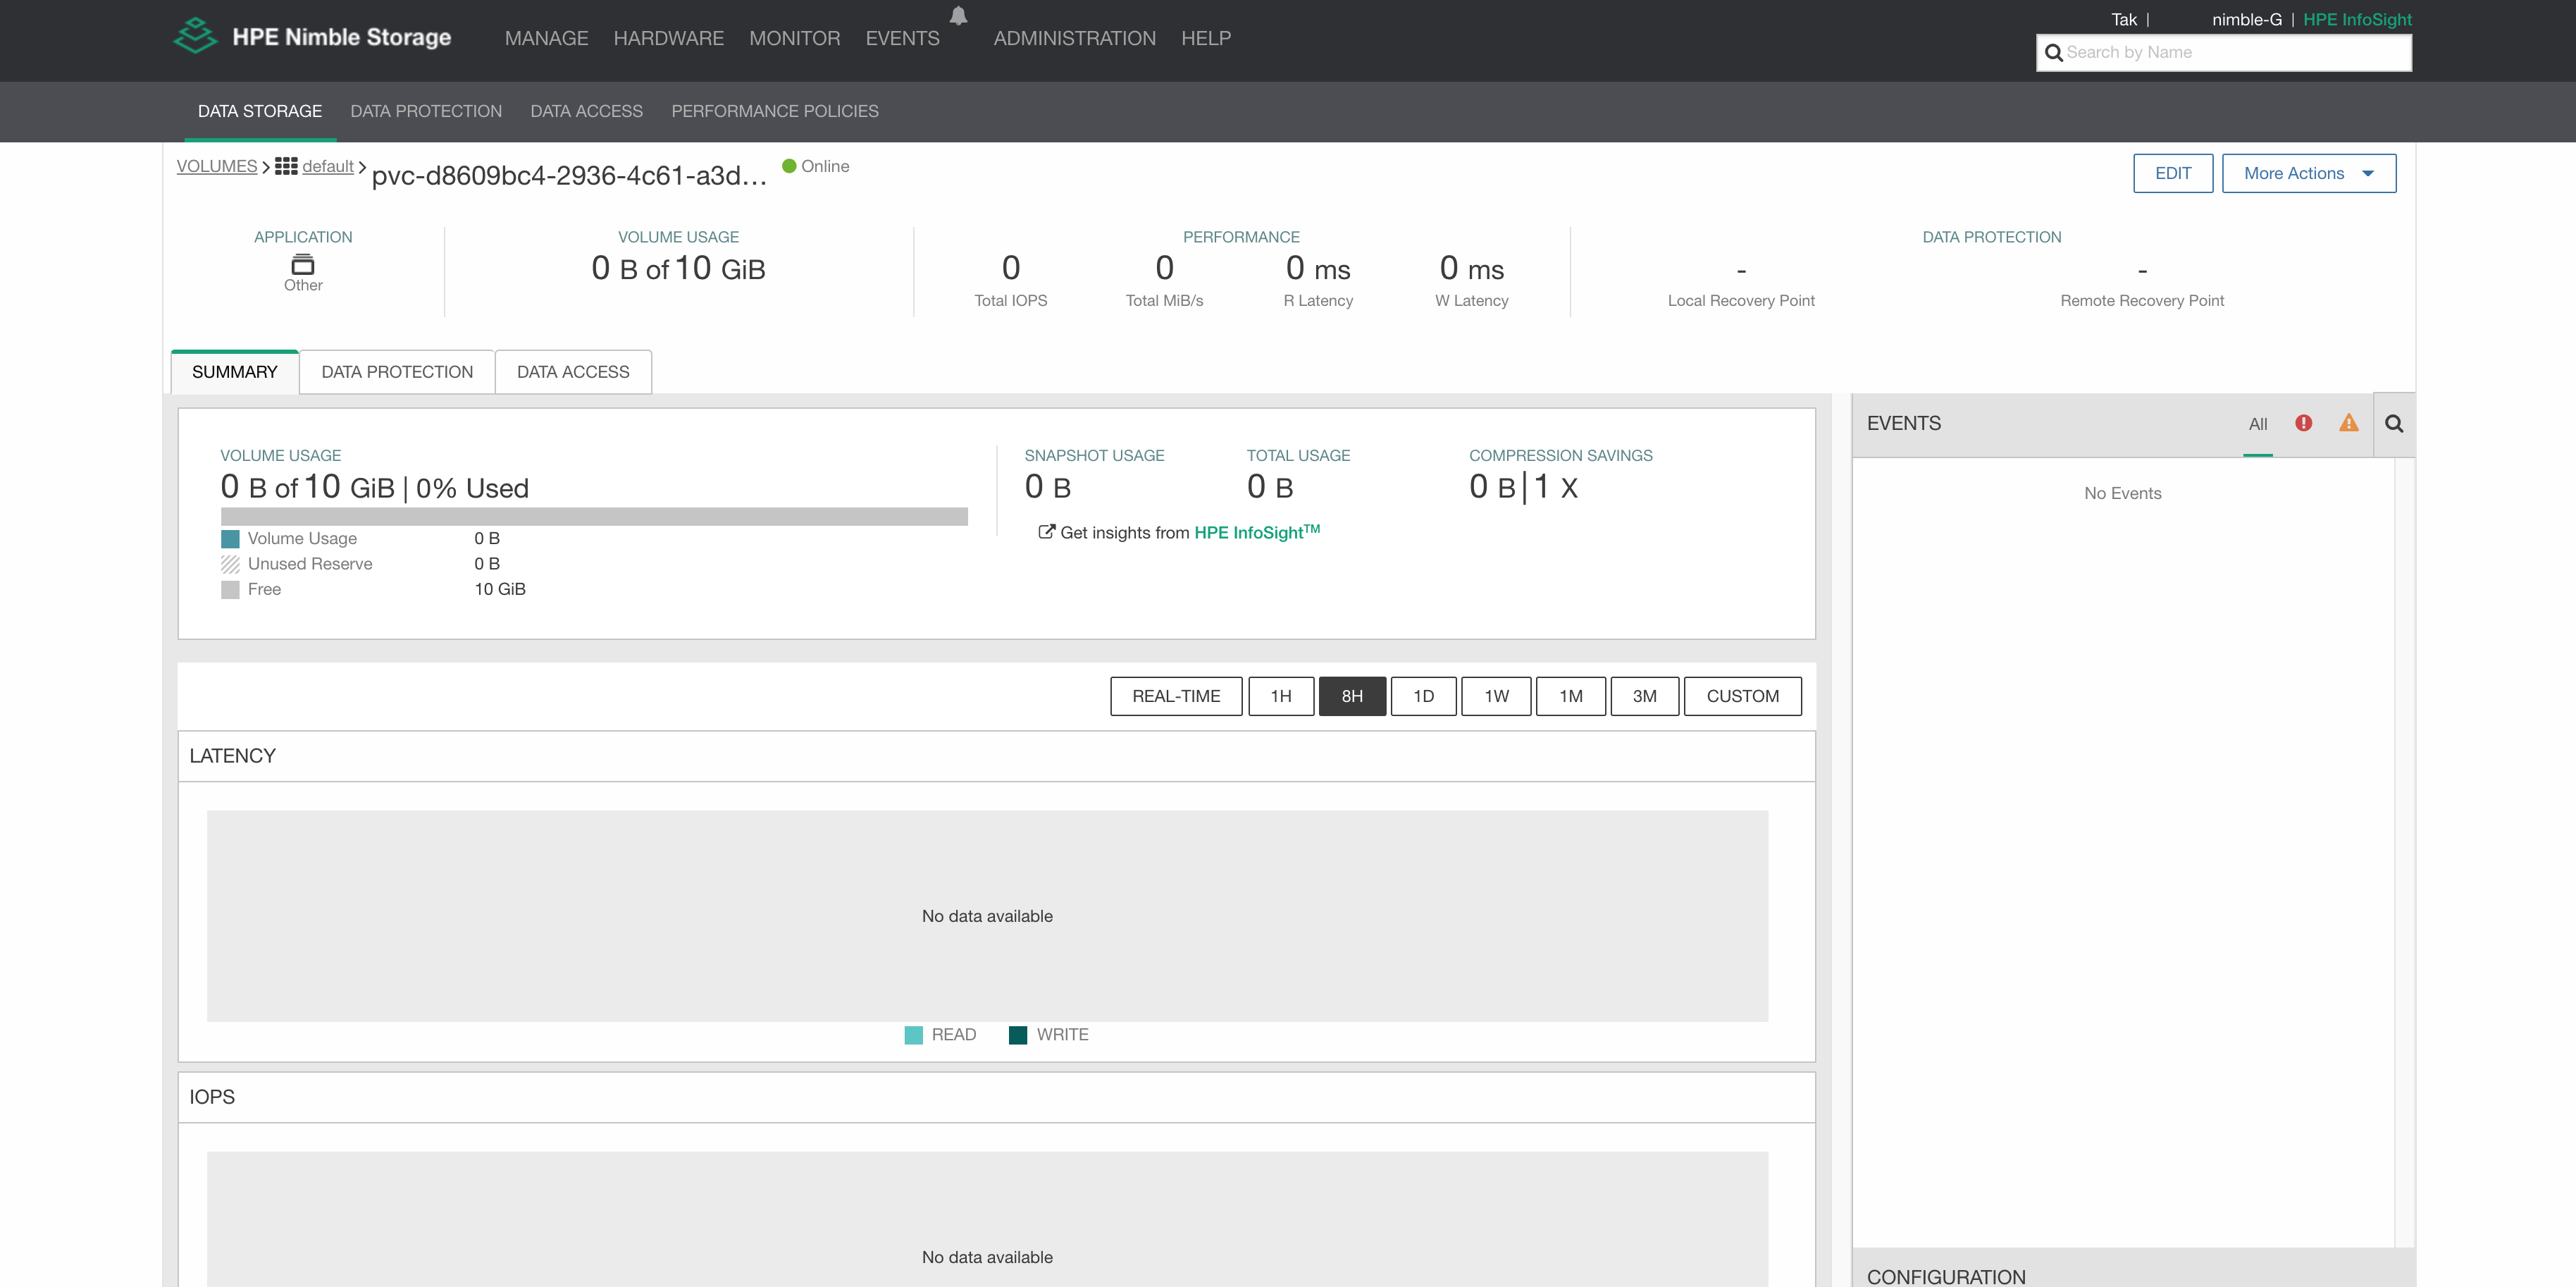 HPE Nimble Storage
MANAGE HARDWARE MONITOR EVENTS ADMINISTRATION HELP
Tak | nimble-G | HPE InfoSight
Search by Name
DATA STORAGE DATA PROTECTION DATA ACCESS PERFORMANCE POLICIES
VOLUMES > default > pvc-d8609bc4-2936-4c61-a3d... Online
EDIT More Actions
APPLICATION
Other
VOLUME USAGE
0 B of 10 GiB
PERFORMANCE
0 0 0 ms 0 ms
Total IOPS Total MiB/s R Latency W Latency
DATA PROTECTION
- -
Local Recovery Point Remote Recovery Point
SUMMARY DATA PROTECTION DATA ACCESS
VOLUME USAGE
0 B of 10 GiB | 0% Used
Volume Usage 0 B
Unused Reserve 0 B
Free 10 GiB
SNAPSHOT USAGE TOTAL USAGE COMPRESSION SAVINGS
0 B 0 B 0 B | 1 X
Get insights from HPE InfoSight™
EVENTS All
No Events
REAL-TIME 1H 8H 1D 1W 1M 3M CUSTOM
LATENCY
No data available
READ WRITE
IOPS
No data available
CONFIGURATION